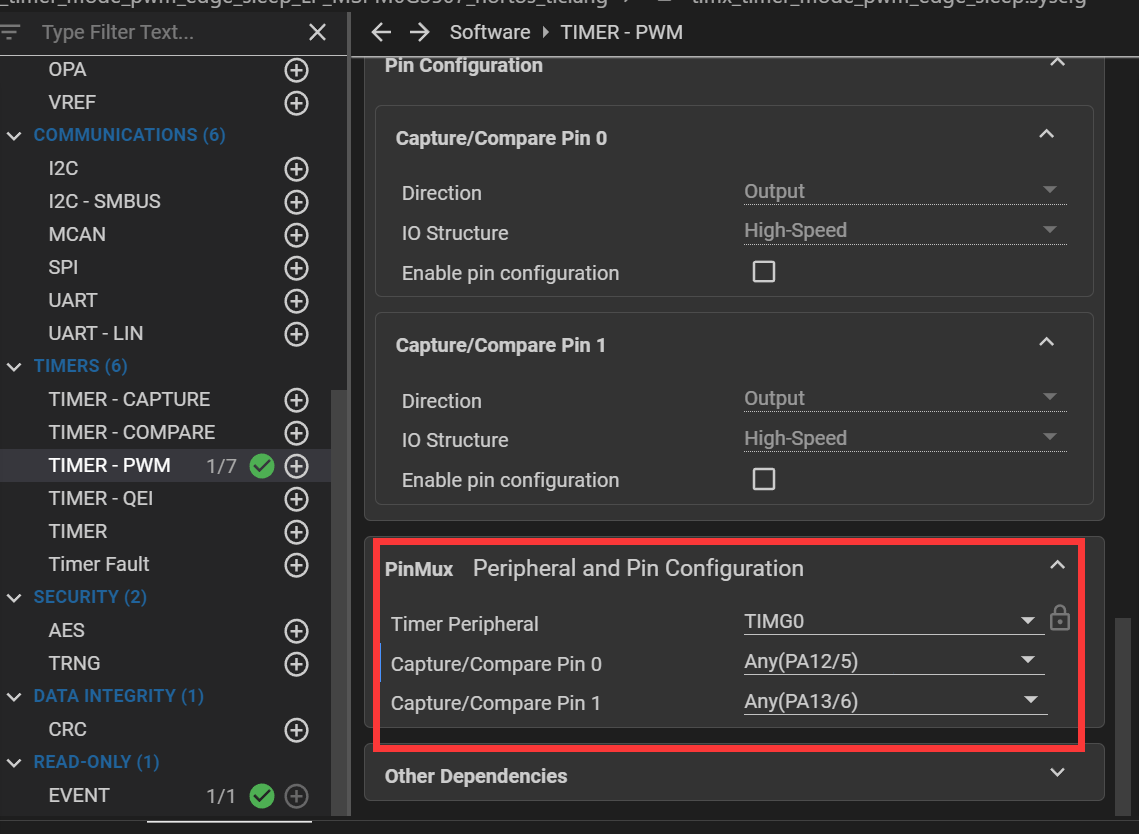 Type Filter Text...
Software TIMER - PWM
OPA
VREF
COMMUNICATIONS (6)
I2C
I2C - SMBUS
MCAN
SPI
UART
UART - LIN
TIMERS (6)
TIMER - CAPTURE
TIMER - COMPARE
TIMER - PWM 1/7
TIMER - QEI
TIMER
Timer Fault
SECURITY (2)
AES
TRNG
DATA INTEGRITY (1)
CRC
READ-ONLY (1)
EVENT 1/1
Pin Configuration
Capture/Compare Pin 0
Direction Output
IO Structure High-Speed
Enable pin configuration
Capture/Compare Pin 1
Direction Output
IO Structure High-Speed
Enable pin configuration
PinMux Peripheral and Pin Configuration
Timer Peripheral TIMG0
Capture/Compare Pin 0 Any(PA12/5)
Capture/Compare Pin 1 Any(PA13/6)
Other Dependencies